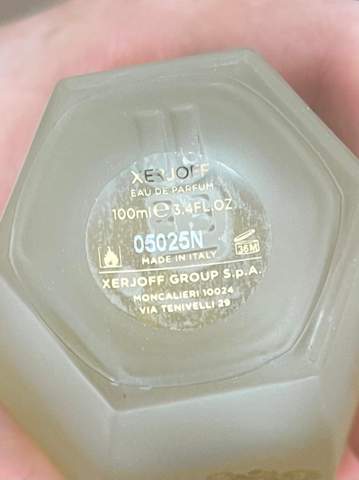 XERJOFF
EAU DE PARFUM
100ml ℮ 3.4FL.OZ.
05025N
MADE IN ITALY
36M
XERJOFF GROUP S.p.A.
MONCALIERI 10024
VIA TENIVELLI 29